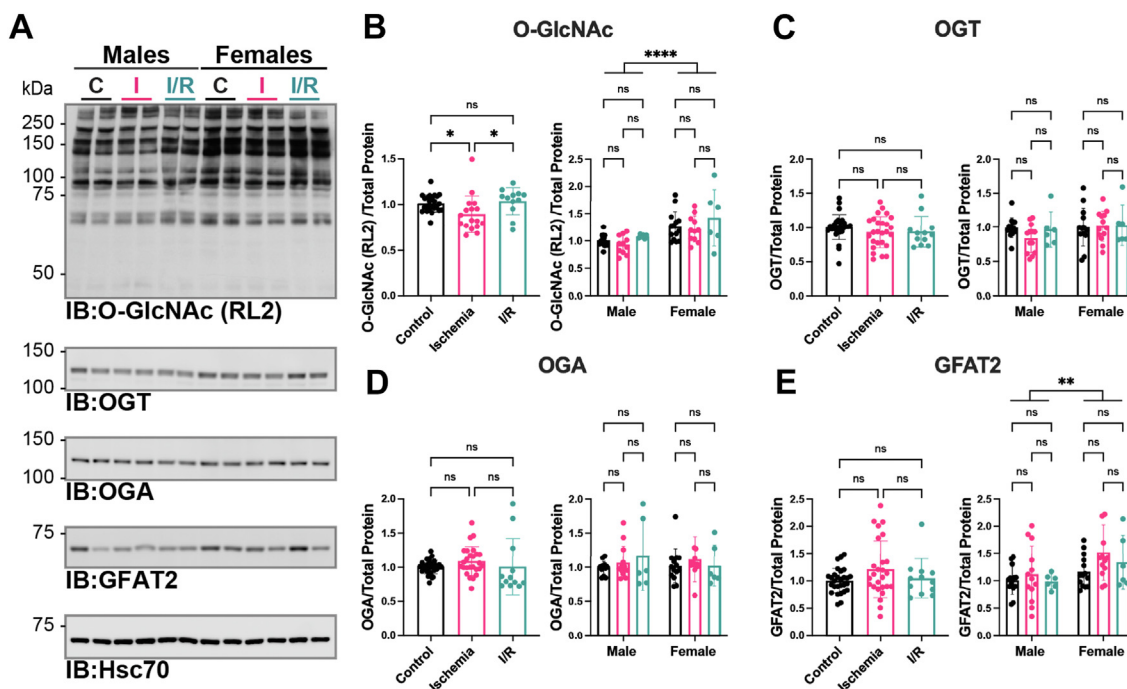 A
Males Females
kDa
C I I/R C I I/R
250
150
100
75
50
IB:O-GlcNAc (RL2)
150
100
IB:OGT
150
100
IB:OGA
75
IB:GFAT2
75
IB:Hsc70
B
O-GlcNAc
O-GlcNAc (RL2)/Total Protein
2.0
1.5
1.0
0.5
0.0
ns
* *
Control
Ischemia
I/R
O-GlcNAc (RL2)/Total Protein
2.5
2.0
1.5
1.0
0.5
0.0
****
ns ns
ns ns
ns ns
Male Female
C
OGT
OGT/Total Protein
2.0
1.5
1.0
0.5
0.0
ns
ns ns
Control
Ischemia
I/R
OGT/Total Protein
2.0
1.5
1.0
0.5
0.0
ns ns
ns ns
ns ns
Male Female
D
OGA
OGA/Total Protein
2.5
2.0
1.5
1.0
0.5
0.0
ns
ns ns
Control
Ischemia
I/R
OGA/Total Protein
2.5
2.0
1.5
1.0
0.5
0.0
ns ns
ns ns
ns ns
Male Female
E
GFAT2
GFAT2/Total Protein
2.5
2.0
1.5
1.0
0.5
0.0
ns
ns ns
Control
Ischemia
I/R
GFAT2/Total Protein
2.5
2.0
1.5
1.0
0.5
0.0
**
ns ns
ns ns
ns ns
Male Female